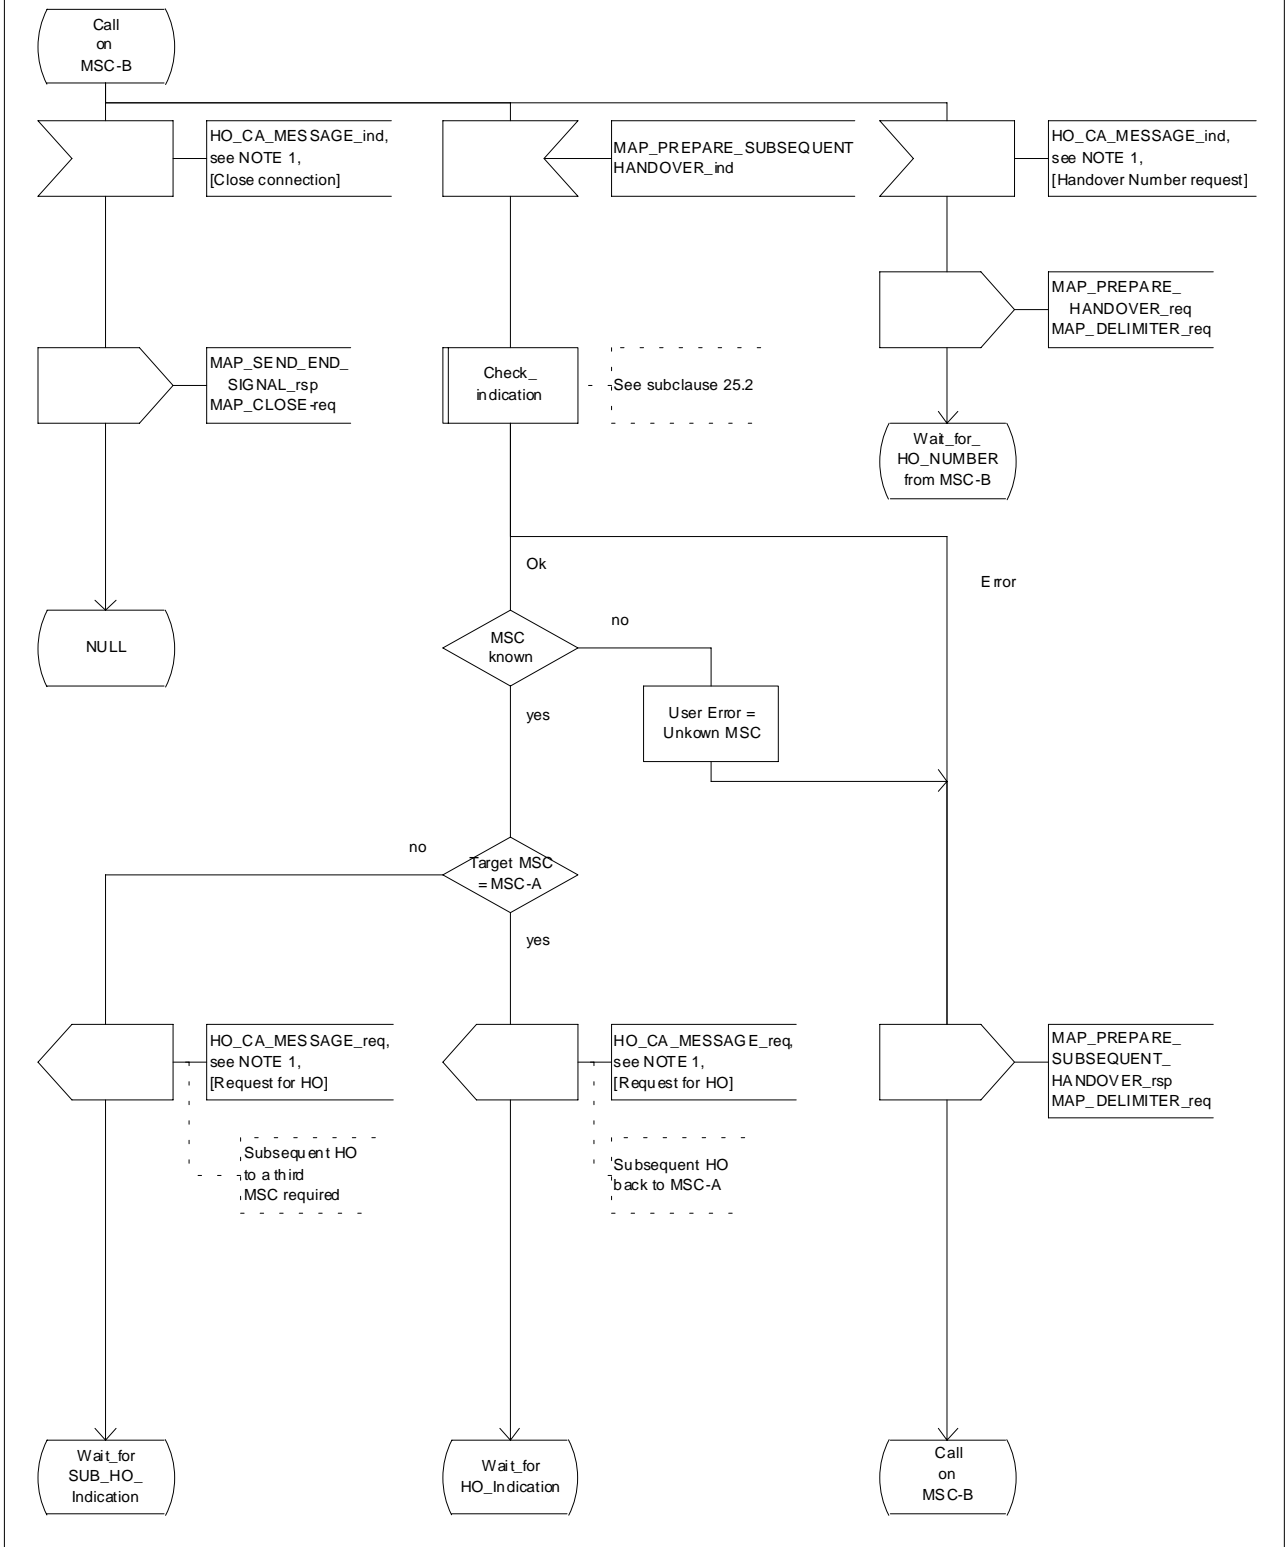 Call
on
MSC-B
HO_CA_MESSAGE_ind,
see NOTE 1,
[Close connection]
MAP_PREPARE_SUBSEQUENT
HANDOVER_ind
HO_CA_MESSAGE_ind,
see NOTE 1,
[Handover Number request]
MAP_PREPARE_
HANDOVER_req
MAP_DELIMITER_req
MAP_SEND_END_
SIGNAL_rsp
MAP_CLOSE-req
Check_
indication
See subclause 25.2
Wait_for_
HO_NUMBER
from MSC-B
Ok
Error
NULL
MSC
known
no
yes
User Error =
Unkown MSC
no
Target MSC
= MSC-A
yes
HO_CA_MESSAGE_req,
see NOTE 1,
[Request for HO]
HO_CA_MESSAGE_req,
see NOTE 1,
[Request for HO]
MAP_PREPARE_
SUBSEQUENT_
HANDOVER_rsp
MAP_DELIMITER_req
Subsequent HO
to a third
MSC required
Subsequent HO
back to MSC-A
Wait_for
SUB_HO_
Indication
Wait_for
HO_Indication
Call
on
MSC-B